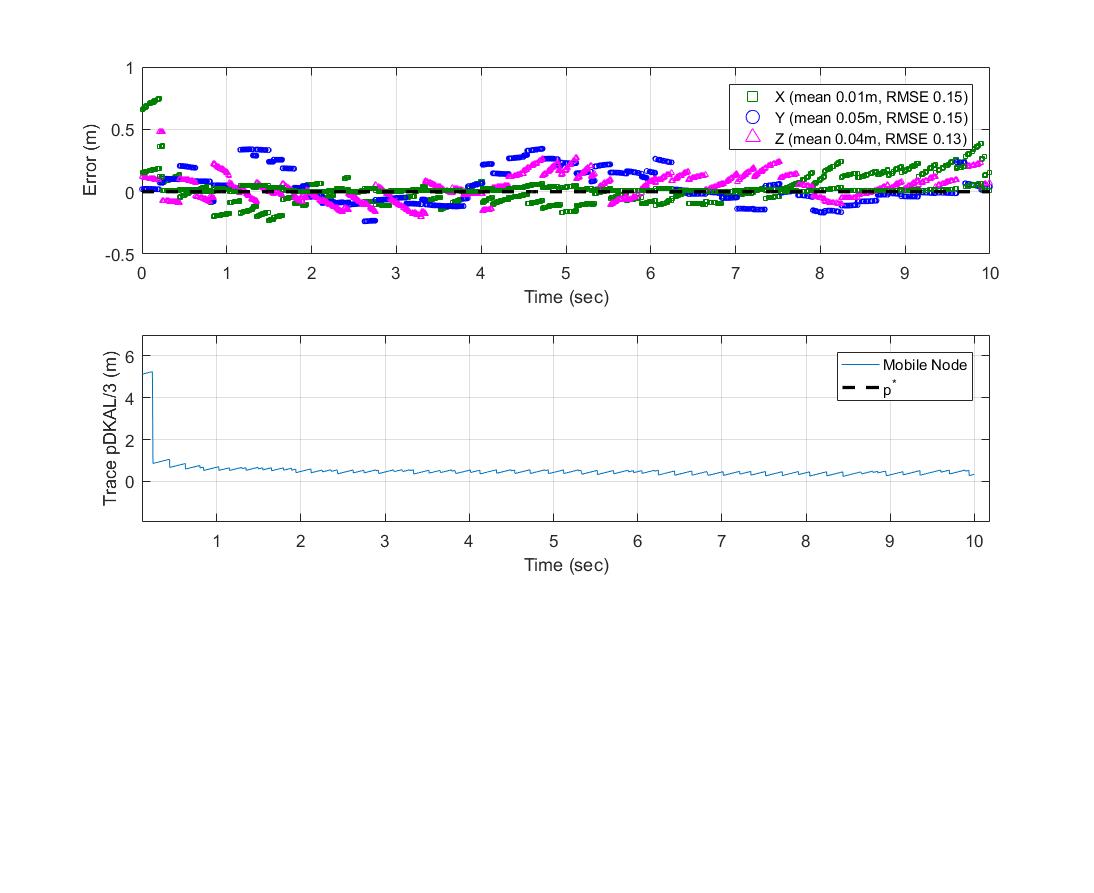 1
0.5
0
-0.5
Error (m)
X (mean 0.01m, RMSE 0.15)
Y (mean 0.05m, RMSE 0.15)
Z (mean 0.04m, RMSE 0.13)
0 1 2 3 4 5 6 7 8 9 10
Time (sec)
6
4
2
0
Trace pDKAL/3 (m)
Mobile Node
p*
1 2 3 4 5 6 7 8 9 10
Time (sec)